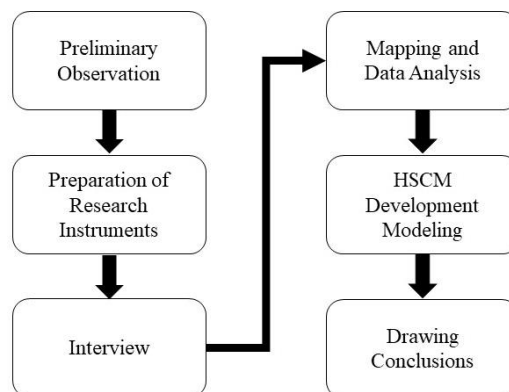 Preliminary
Observation
Preparation of
Research
Instruments
Interview
Mapping and
Data Analysis
HSCM
Development
Modeling
Drawing
Conclusions